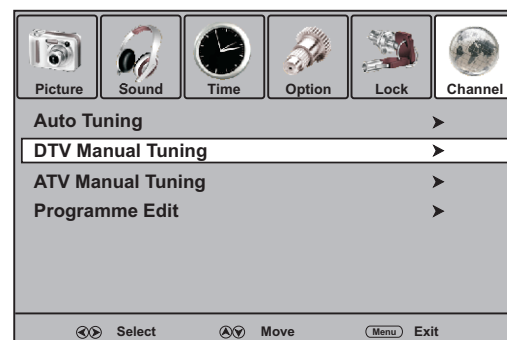 Picture Sound Time Option Lock Channel
Auto Tuning
DTV Manual Tuning
ATV Manual Tuning
Programme Edit
Select Move Menu Exit